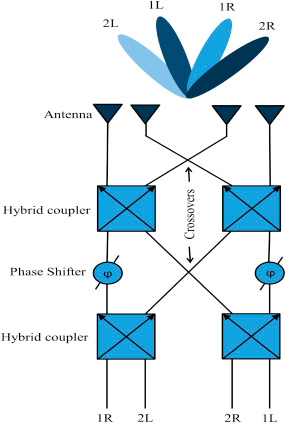 2L 1L 1R 2R
Antenna
Hybrid coupler
Crossovers
Phase Shifter φ φ
Hybrid coupler
1R 2L 2R 1L